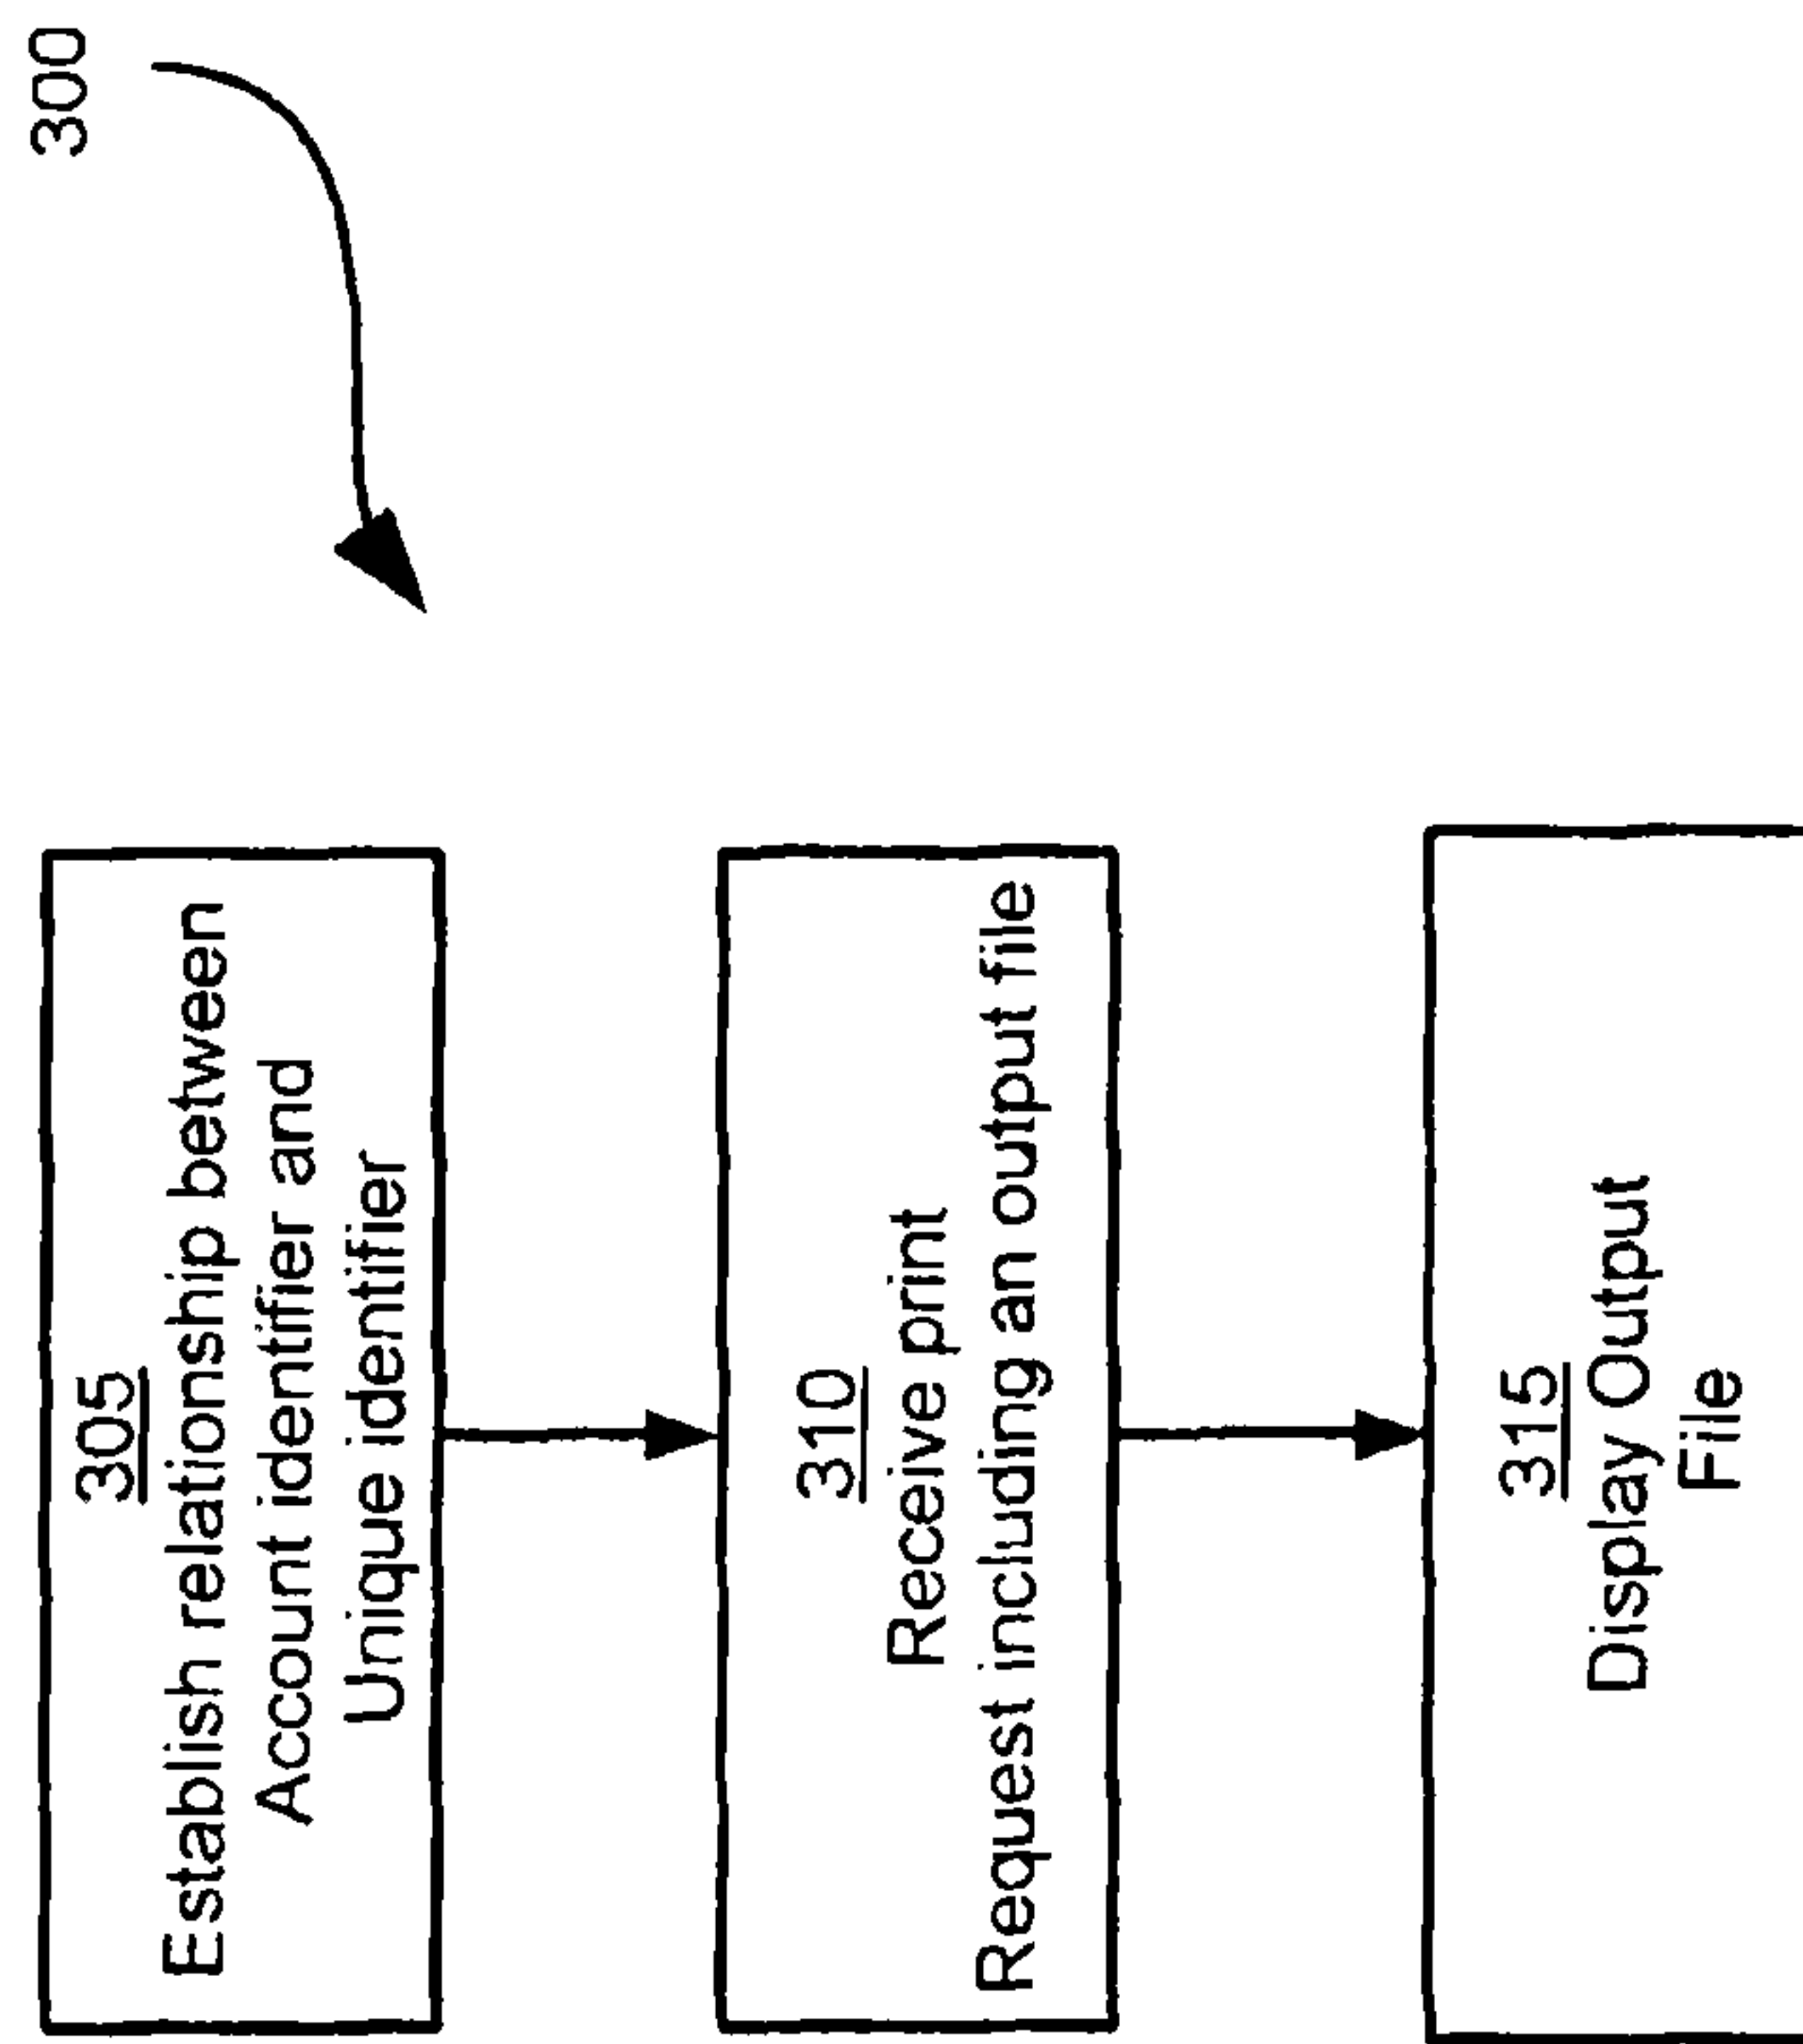 300
305
Establish relationship between
Account identifier and
Unique identifier
310
Receive print
Request including an output file
315
Display Output
File